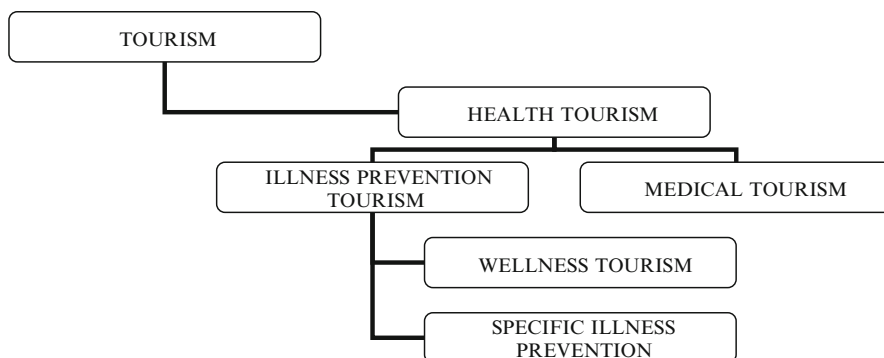 TOURISM
HEALTH TOURISM
ILLNESS PREVENTION
TOURISM
MEDICAL TOURISM
WELLNESS TOURISM
SPECIFIC ILLNESS
PREVENTION